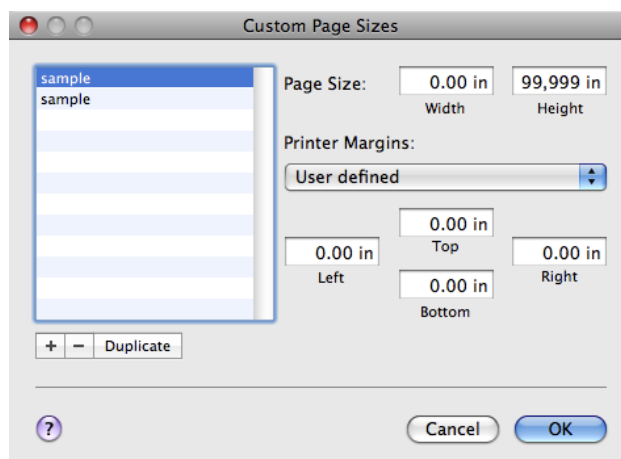 Custom Page Sizes
sample
sample
Page Size:
0.00 in
99,999 in
Width
Height
Printer Margins:
User defined
0.00 in
Top
0.00 in
Left
0.00 in
Right
0.00 in
Bottom
+ − Duplicate
?
Cancel
OK